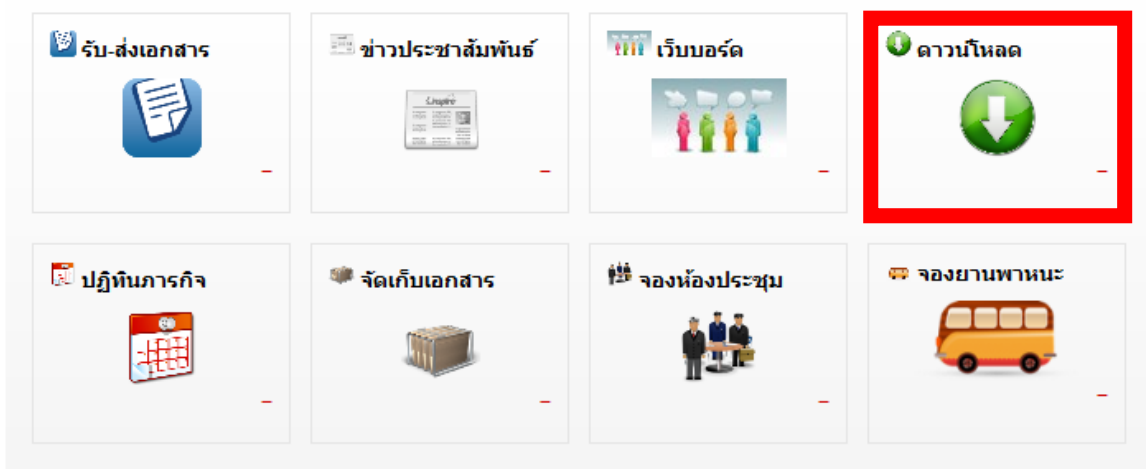 รับ-ส่งเอกสาร
ข่าวประชาสัมพันธ์
เว็บบอร์ด
ดาวน์โหลด
ปฏิทินภารกิจ
จัดเก็บเอกสาร
จองห้องประชุม
จองยานพาหนะ